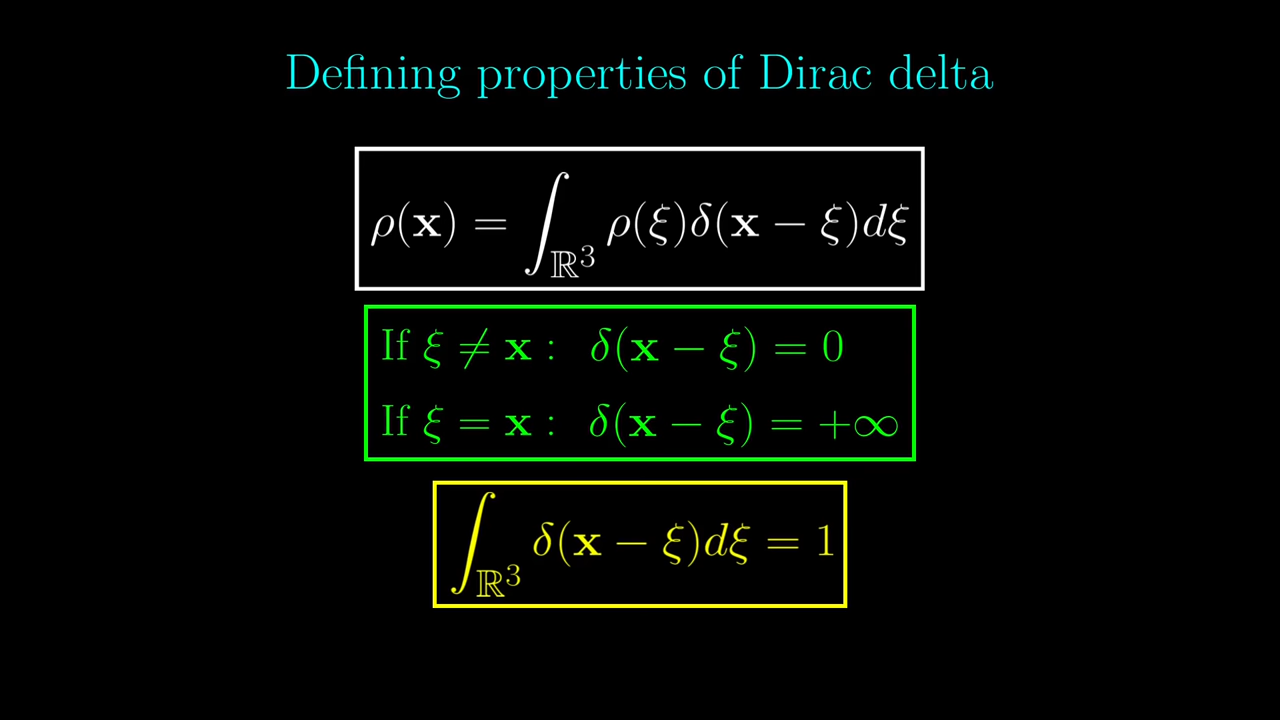 Defining properties of Dirac delta
ρ(𝐱) = ∫_{ℝ³} ρ(ξ)δ(𝐱 − ξ)dξ
If ξ ≠ 𝐱 : δ(𝐱 − ξ) = 0
If ξ = 𝐱 : δ(𝐱 − ξ) = +∞
∫_{ℝ³} δ(𝐱 − ξ)dξ = 1